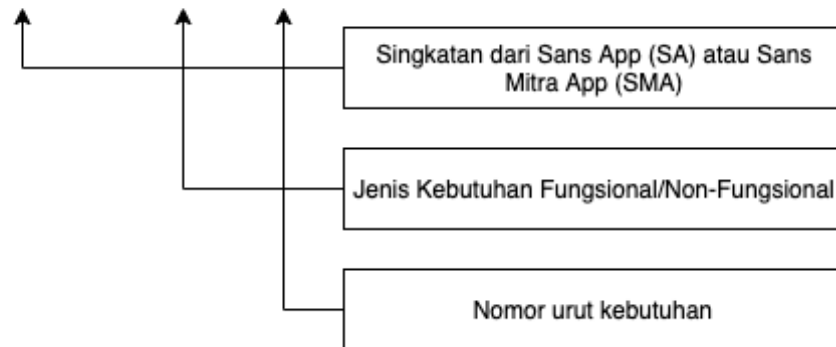 Singkatan dari Sans App (SA) atau Sans
Mitra App (SMA)
Jenis Kebutuhan Fungsional/Non-Fungsional
Nomor urut kebutuhan